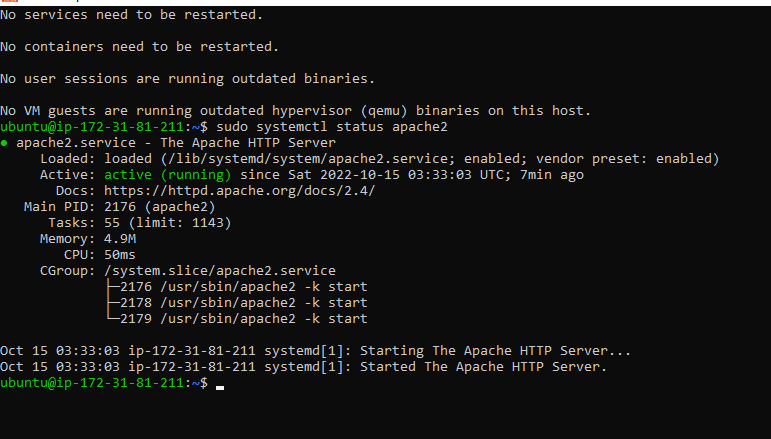 No services need to be restarted.
No containers need to be restarted.
No user sessions are running outdated binaries.
No VM guests are running outdated hypervisor (qemu) binaries on this host.
ubuntu@ip-172-31-81-211:~$ sudo systemctl status apache2
● apache2.service - The Apache HTTP Server
     Loaded: loaded (/lib/systemd/system/apache2.service; enabled; vendor preset: enabled)
     Active: active (running) since Sat 2022-10-15 03:33:03 UTC; 7min ago
       Docs: https://httpd.apache.org/docs/2.4/
   Main PID: 2176 (apache2)
      Tasks: 55 (limit: 1143)
     Memory: 4.9M
        CPU: 50ms
     CGroup: /system.slice/apache2.service
             ├─2176 /usr/sbin/apache2 -k start
             ├─2178 /usr/sbin/apache2 -k start
             └─2179 /usr/sbin/apache2 -k start
Oct 15 03:33:03 ip-172-31-81-211 systemd[1]: Starting The Apache HTTP Server...
Oct 15 03:33:03 ip-172-31-81-211 systemd[1]: Started The Apache HTTP Server.
ubuntu@ip-172-31-81-211:~$